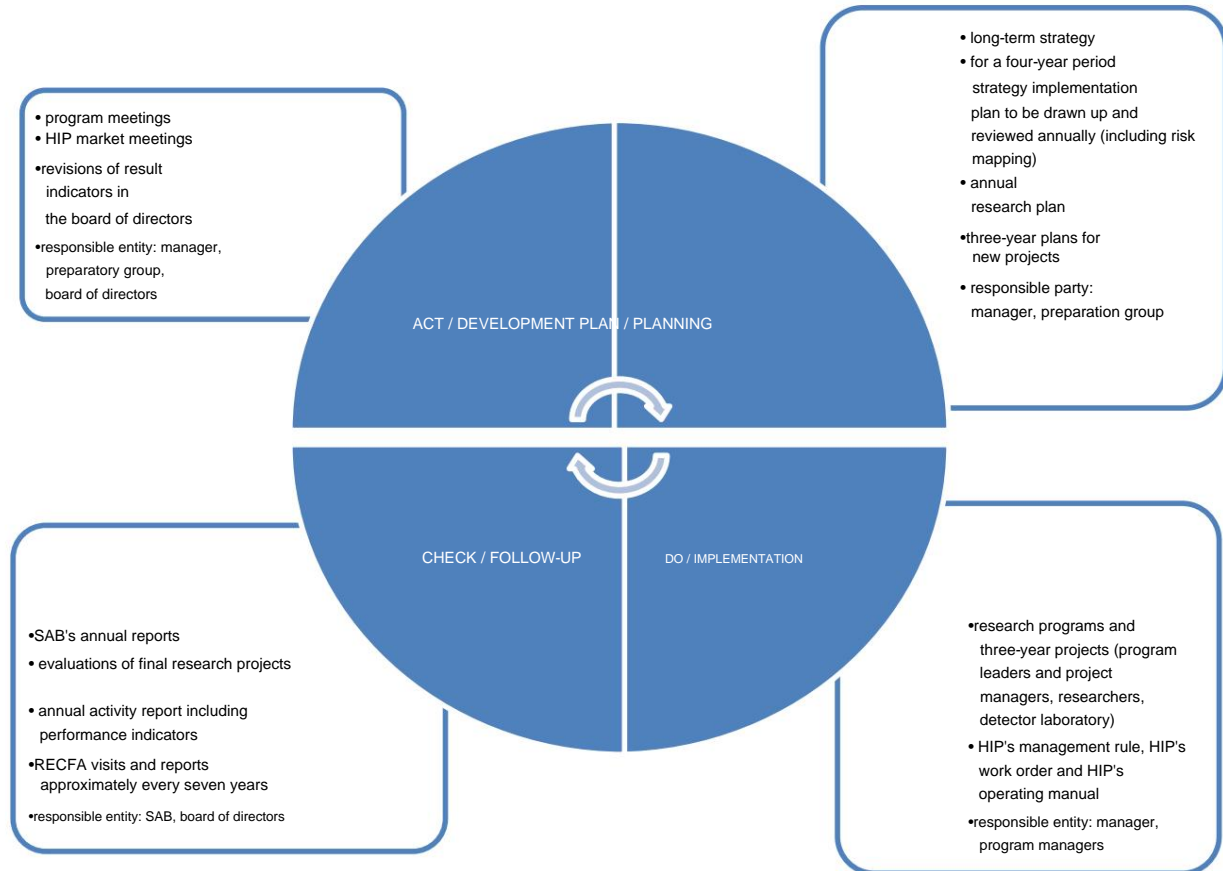 • program meetings
• HIP market meetings
•revisions of result
indicators in
the board of directors
•responsible entity: manager,
preparatory group,
board of directors
• long-term strategy
• for a four-year period
strategy implementation
plan to be drawn up and
reviewed annually (including risk
mapping)
• annual
research plan
•three-year plans for
new projects
• responsible party:
manager, preparation group
ACT / DEVELOPMENT PLAN / PLANNING
CHECK / FOLLOW-UP
DO / IMPLEMENTATION
•SAB's annual reports
• evaluations of final research projects
• annual activity report including
performance indicators
•RECFA visits and reports
approximately every seven years
•responsible entity: SAB, board of directors
•research programs and
three-year projects (program
leaders and project
managers, researchers,
detector laboratory)
• HIP's management rule, HIP's
work order and HIP's
operating manual
•responsible entity: manager,
program managers